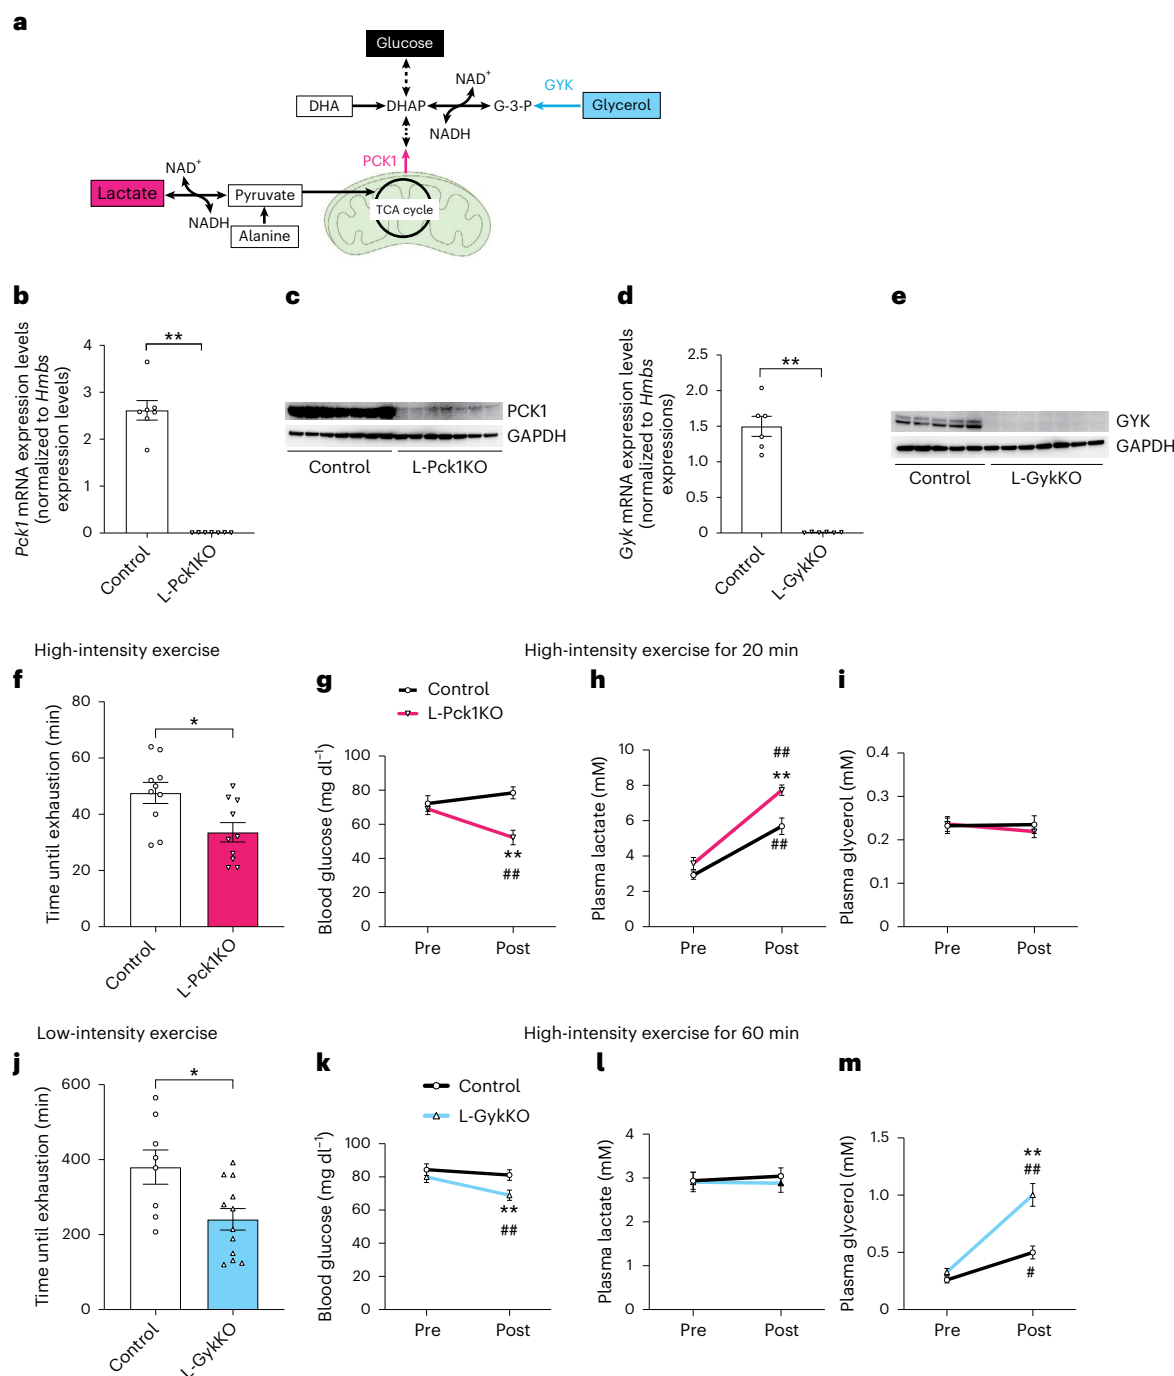 a
Glucose
NAD+
GYK
DHA
DHAP
G-3-P
Glycerol
NADH
PCK1
NAD+
Lactate
Pyruvate
TCA cycle
NADH
Alanine
b
Pck1 mRNA expression levels
(normalized to Hmbs
expression levels)
4
3
2
1
0
**
Control
L-Pck1KO
c
PCK1
GAPDH
Control
L-Pck1KO
d
Gyk mRNA expression levels
(normalized to Hmbs
expressions)
2.5
2.0
1.5
1.0
0.5
0
**
Control
L-GykKO
e
GYK
GAPDH
Control
L-GykKO
High-intensity exercise
High-intensity exercise for 20 min
f
Time until exhaustion (min)
80
60
40
20
0
*
Control
L-Pck1KO
g
Control
L-Pck1KO
Blood glucose (mg dl−1)
100
80
60
40
20
0
**
##
Pre
Post
h
Plasma lactate (mM)
10
8
6
4
2
0
##
**
##
Pre
Post
i
Plasma glycerol (mM)
0.4
0.3
0.2
0.1
0
Pre
Post
Low-intensity exercise
High-intensity exercise for 60 min
j
Time until exhaustion (min)
600
400
200
0
*
Control
L-GykKO
k
Control
L-GykKO
Blood glucose (mg dl−1)
100
80
60
40
20
0
**
##
Pre
Post
l
Plasma lactate (mM)
4
3
2
1
0
Pre
Post
m
Plasma glycerol (mM)
1.5
1.0
0.5
0
**
##
#
Pre
Post